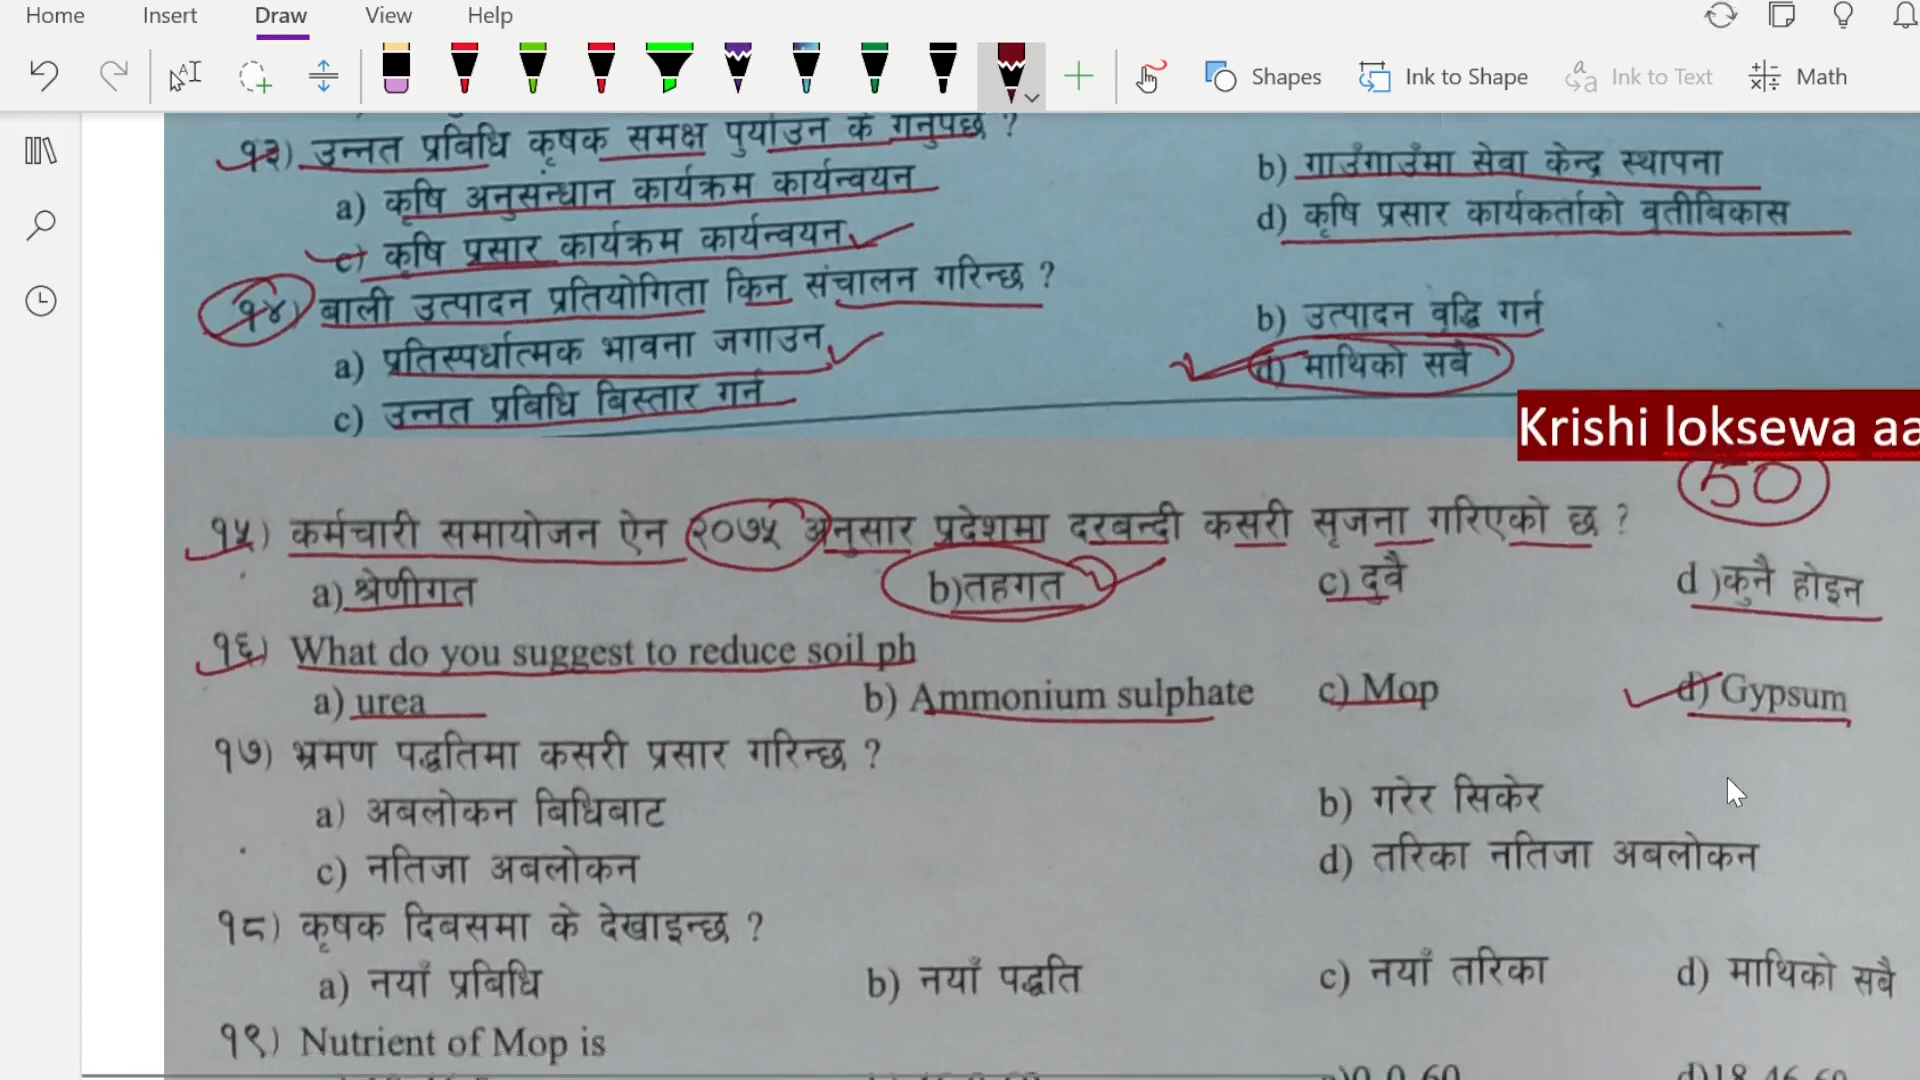 Home Insert Draw View Help
Shapes Ink to Shape Ink to Text Math
१३) उन्नत प्रबिधि कृषक समक्ष पुर्याउन के गर्नुपर्छ ?
a) कृषि अनुसन्धान कार्यक्रम कार्यन्वयन b) गाउँगाउँमा सेवा केन्द्र स्थापना
c) कृषि प्रसार कार्यक्रम कार्यन्वयन d) कृषि प्रसार कार्यकर्ताको वृतीबिकास
१४) बाली उत्पादन प्रतियोगिता किन संचालन गरिन्छ ?
a) प्रतिस्पर्धात्मक भावना जगाउन b) उत्पादन वृद्धि गर्न
c) उन्नत प्रबिधि बिस्तार गर्न d) माथिको सबै
Krishi loksewa aa
50
१५) कर्मचारी समायोजन ऐन २०७५ अनुसार प्रदेशमा दरबन्दी कसरी सृजना गरिएको छ ?
a) श्रेणीगत b)तहगत c) दुवै d )कुनै होइन
१६) What do you suggest to reduce soil ph
a) urea b) Ammonium sulphate c) Mop d) Gypsum
१७) भ्रमण पद्धतिमा कसरी प्रसार गरिन्छ ?
a) अबलोकन बिधिबाट b) गरेर सिकेर
c) नतिजा अबलोकन d) तरिका नतिजा अबलोकन
१८) कृषक दिबसमा के देखाइन्छ ?
a) नयाँ प्रबिधि b) नयाँ पद्धति c) नयाँ तरिका d) माथिको सबै
१९) Nutrient of Mop is